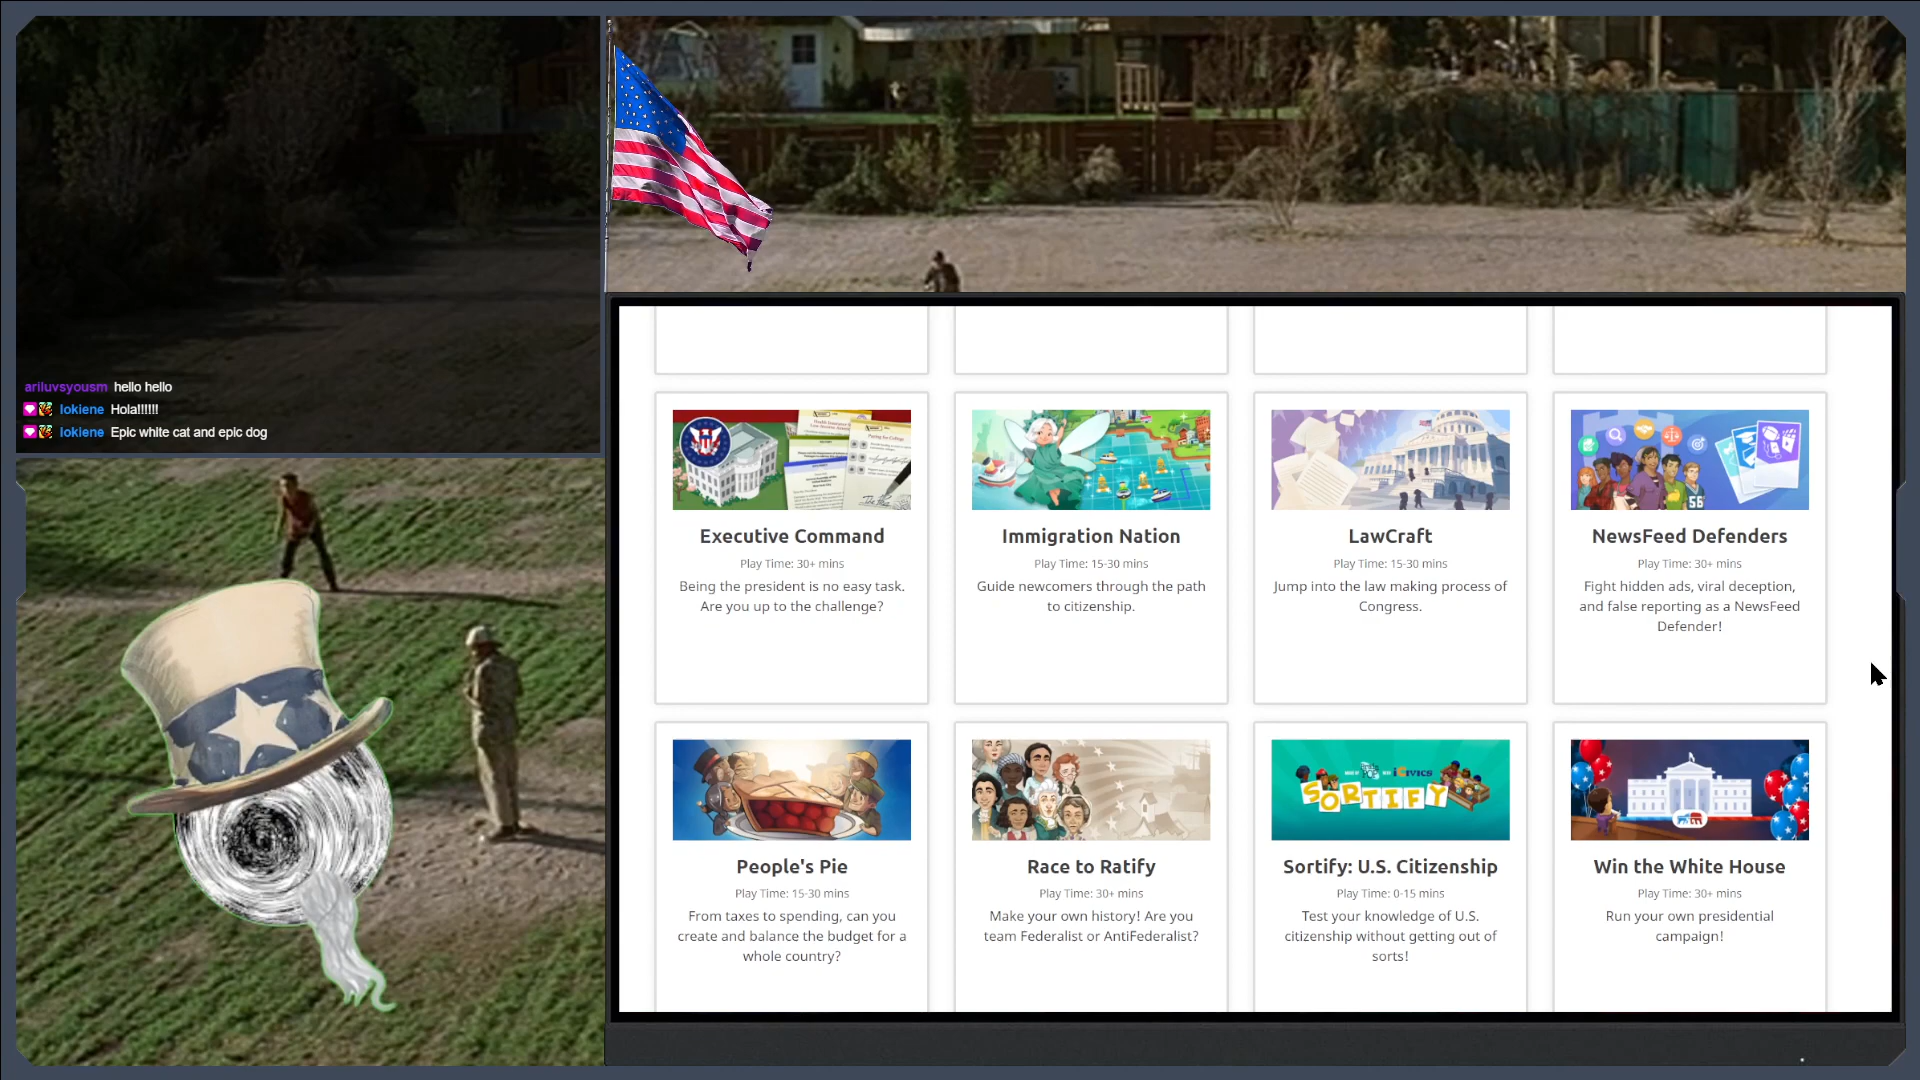 ariluvsyousm hello hello
lokiene Hola!!!!!!
lokiene Epic white cat and epic dog
Executive Command
Play Time: 30+ mins
Being the president is no easy task.
Are you up to the challenge?
Immigration Nation
Play Time: 15-30 mins
Guide newcomers through the path
to citizenship.
LawCraft
Play Time: 15-30 mins
Jump into the law making process of
Congress.
56
NewsFeed Defenders
Play Time: 30+ mins
Fight hidden ads, viral deception,
and false reporting as a NewsFeed
Defender!
People's Pie
Play Time: 15-30 mins
From taxes to spending, can you
create and balance the budget for a
whole country?
Race to Ratify
Play Time: 30+ mins
Make your own history! Are you
team Federalist or AntiFederalist?
iCivics
SORTIFY
Sortify: U.S. Citizenship
Play Time: 0-15 mins
Test your knowledge of U.S.
citizenship without getting out of
sorts!
Win the White House
Play Time: 30+ mins
Run your own presidential
campaign!